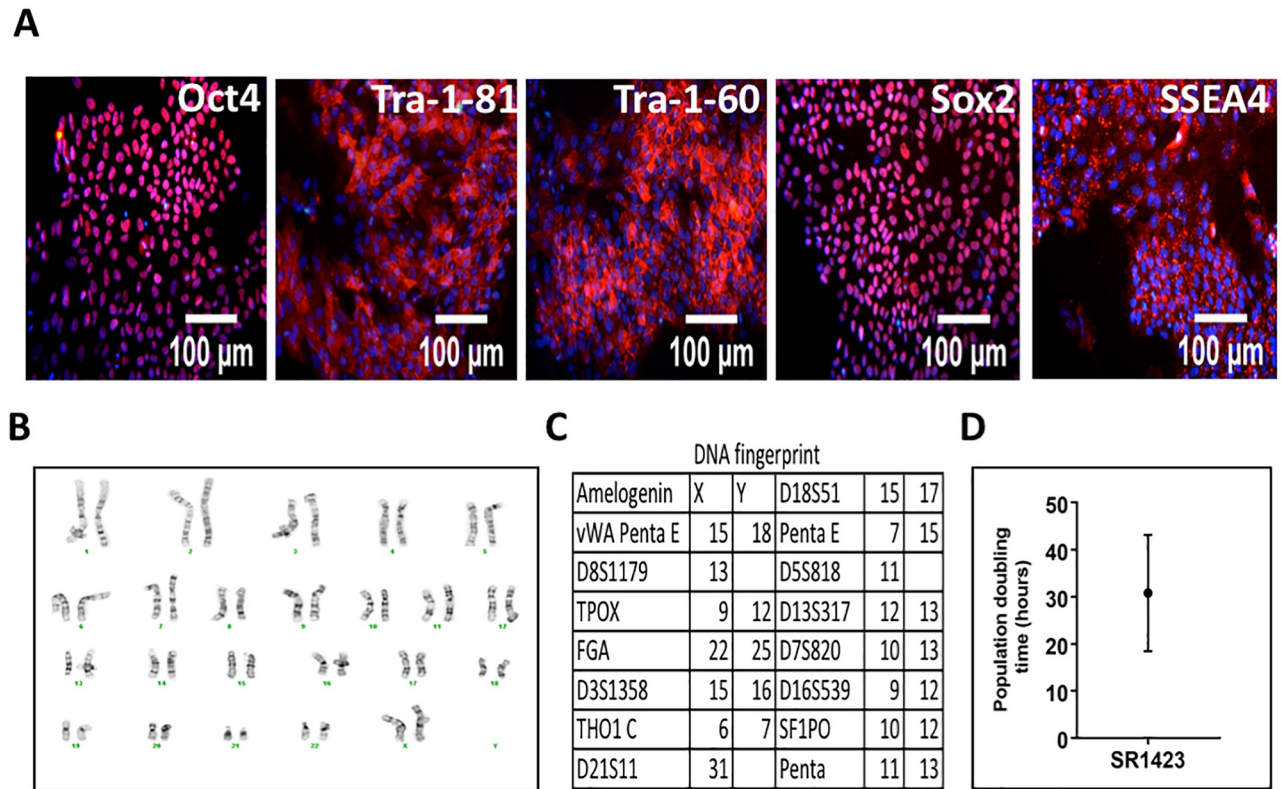 A
Oct4
Tra-1-81
Tra-1-60
Sox2
SSEA4
100 µm
100 µm
100 µm
100 µm
100 µm
B
1 2 3 4 5
6 7 8 9 10 11 12
13 14 15 16 17 18
19 20 21 22 X Y
C
DNA fingerprint
Amelogenin X Y D18S51 15 17
vWA Penta E 15 18 Penta E 7 15
D8S1179 13 D5S818 11
TPOX 9 12 D13S317 12 13
FGA 22 25 D7S820 10 13
D3S1358 15 16 D16S539 9 12
THO1 C 6 7 SF1PO 10 12
D21S11 31 Penta 11 13
D
Population doubling
time (hours)
50
40
30
20
10
0
SR1423